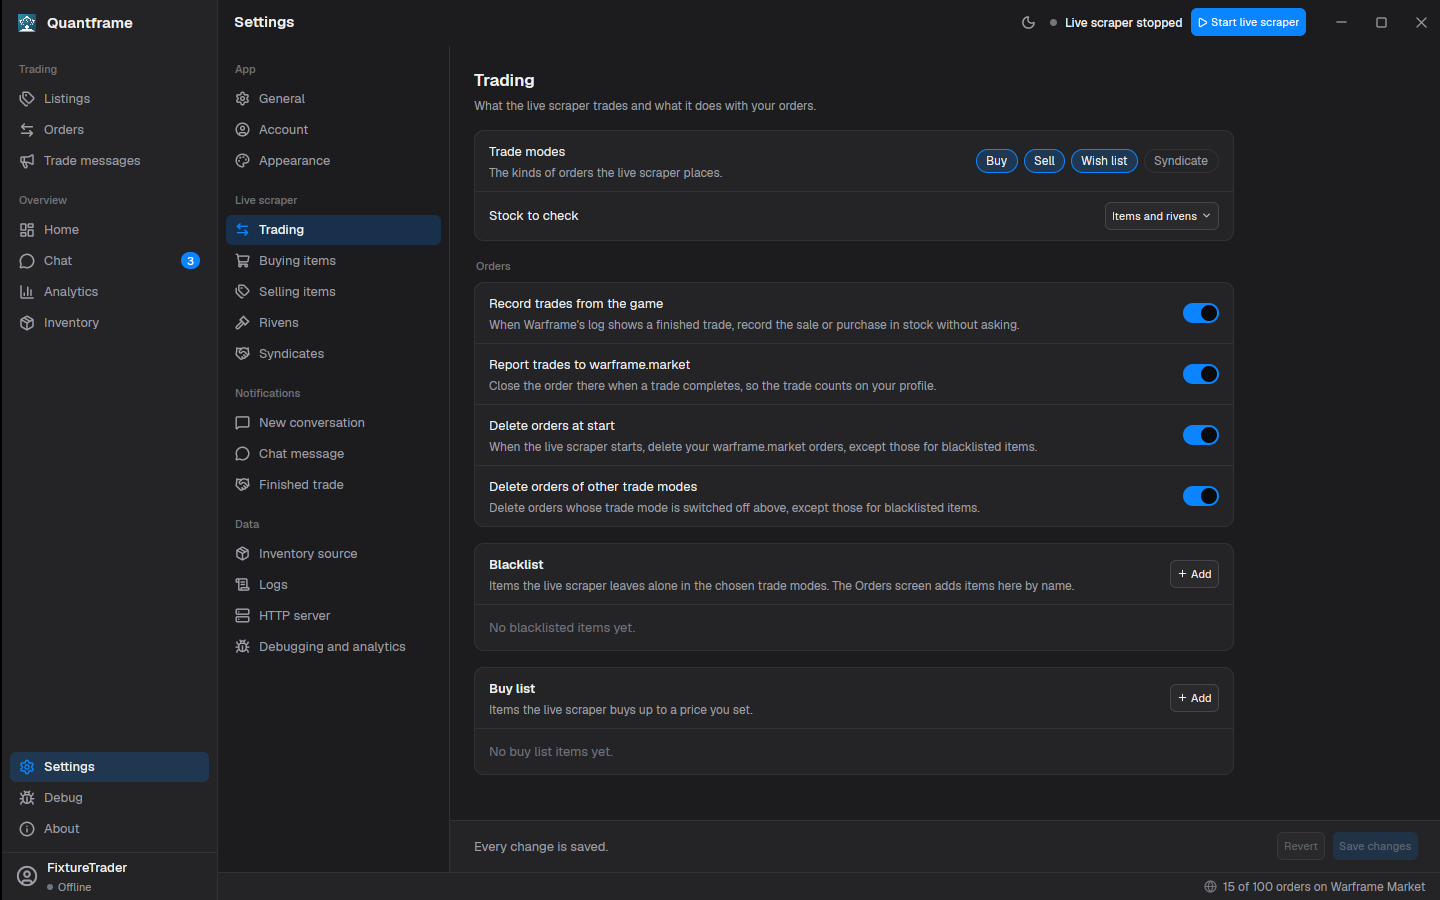 Quantframe
Settings
Live scraper stopped
Start live scraper
Trading
Listings
Orders
Trade messages
Overview
Home
Chat
3
Analytics
Inventory
Settings
Debug
About
FixtureTrader
Offline
App
General
Account
Appearance
Live scraper
Trading
Buying items
Selling items
Rivens
Syndicates
Notifications
New conversation
Chat message
Finished trade
Data
Inventory source
Logs
HTTP server
Debugging and analytics
Trading
What the live scraper trades and what it does with your orders.
Trade modes
The kinds of orders the live scraper places.
Buy
Sell
Wish list
Syndicate
Stock to check
Items and rivens
Orders
Record trades from the game
When Warframe's log shows a finished trade, record the sale or purchase in stock without asking.
Report trades to warframe.market
Close the order there when a trade completes, so the trade counts on your profile.
Delete orders at start
When the live scraper starts, delete your warframe.market orders, except those for blacklisted items.
Delete orders of other trade modes
Delete orders whose trade mode is switched off above, except those for blacklisted items.
Blacklist
Items the live scraper leaves alone in the chosen trade modes. The Orders screen adds items here by name.
+ Add
No blacklisted items yet.
Buy list
Items the live scraper buys up to a price you set.
+ Add
No buy list items yet.
Every change is saved.
Revert
Save changes
15 of 100 orders on Warframe Market